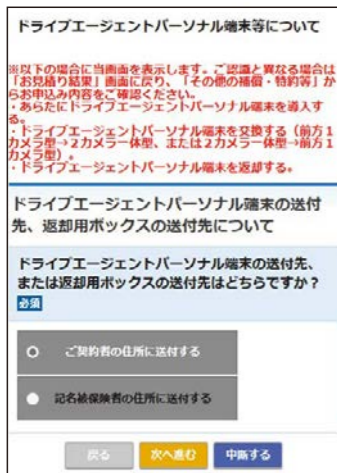 ドライブエージェントパーソナル端末等について
※以下の場合に当画面を表示します。ご認識と異なる場合は
「お見積り結果」画面に戻り、「その他の補償・特約等」か
らお申込み内容をご確認ください。
・あらたにドライブエージェントパーソナル端末を導入す
る。
・ドライブエージェントパーソナル端末を交換する（前方1
カメラ型→2カメラ一体型、または2カメラ一体型→前方1
カメラ型）。
・ドライブエージェントパーソナル端末を返却する。
ドライブエージェントパーソナル端末の送付
先、返却用ボックスの送付先について
ドライブエージェントパーソナル端末の送付先、
または返却用ボックスの送付先はどちらですか？
必須
ご契約者の住所に送付する
記名被保険者の住所に送付する
戻る 次へ進む 中断する